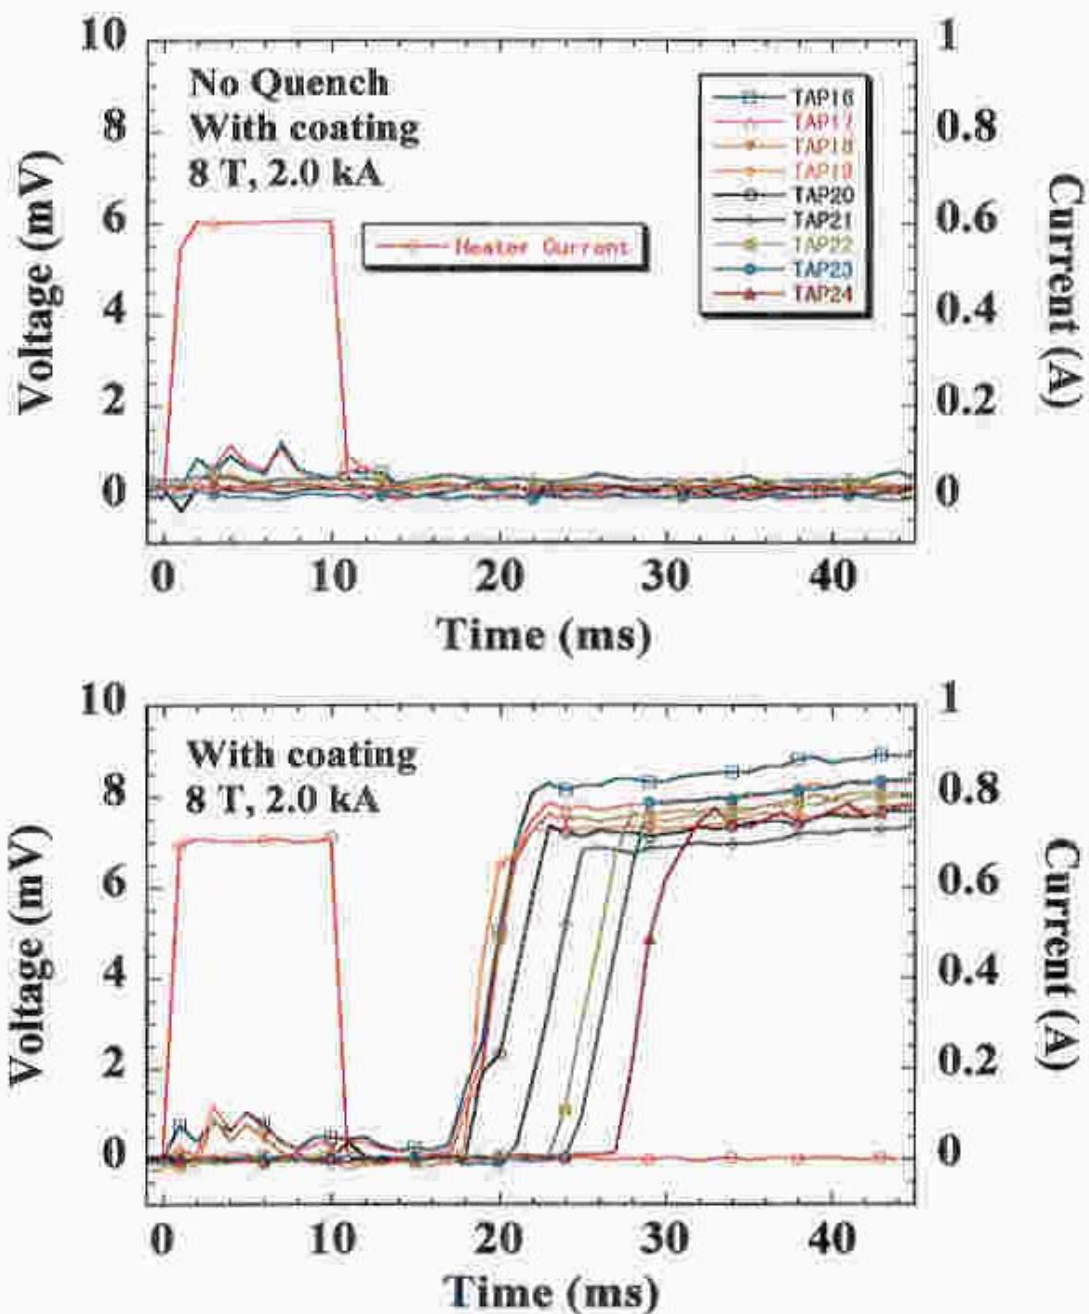 10
8
6
4
2
0
Voltage (mV)
No Quench
With coating
8 T, 2.0 kA
Heater Current
TAP16
TAP17
TAP18
TAP19
TAP20
TAP21
TAP22
TAP23
TAP24
1
0.8
0.6
0.4
0.2
0
Current (A)
0 10 20 30 40
Time (ms)
10
8
6
4
2
0
Voltage (mV)
With coating
8 T, 2.0 kA
1
0.8
0.6
0.4
0.2
0
Current (A)
0 10 20 30 40
Time (ms)